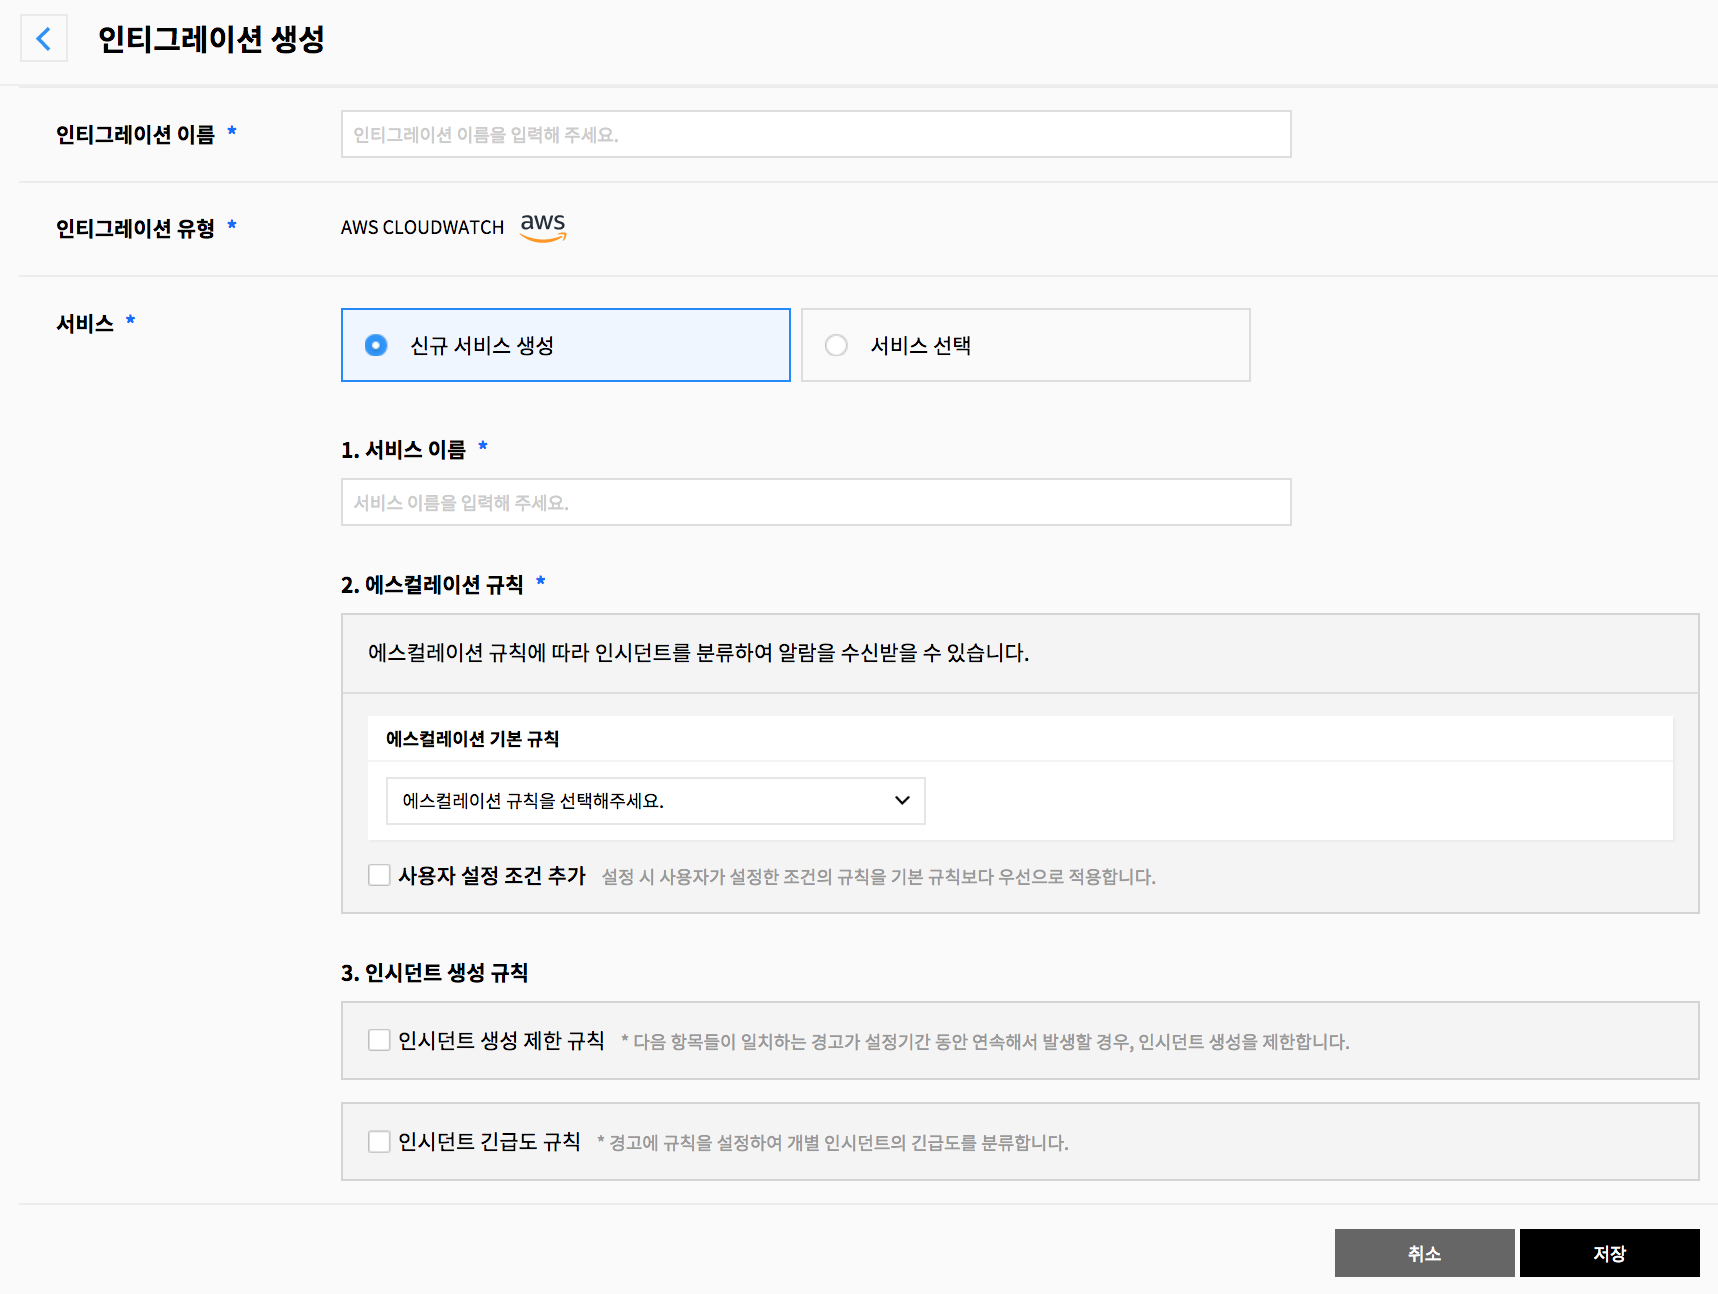 인티그레이션 생성
인티그레이션 이름 *
인티그레이션 이름을 입력해 주세요.
인티그레이션 유형 *
AWS CLOUDWATCH aws
서비스 *
신규 서비스 생성
서비스 선택
1. 서비스 이름 *
서비스 이름을 입력해 주세요.
2. 에스컬레이션 규칙 *
에스컬레이션 규칙에 따라 인시던트를 분류하여 알람을 수신받을 수 있습니다.
에스컬레이션 기본 규칙
에스컬레이션 규칙을 선택해주세요.
사용자 설정 조건 추가 설정 시 사용자가 설정한 조건의 규칙을 기본 규칙보다 우선으로 적용합니다.
3. 인시던트 생성 규칙
인시던트 생성 제한 규칙 * 다음 항목들이 일치하는 경고가 설정기간 동안 연속해서 발생할 경우, 인시던트 생성을 제한합니다.
인시던트 긴급도 규칙 * 경고에 규칙을 설정하여 개별 인시던트의 긴급도를 분류합니다.
취소
저장